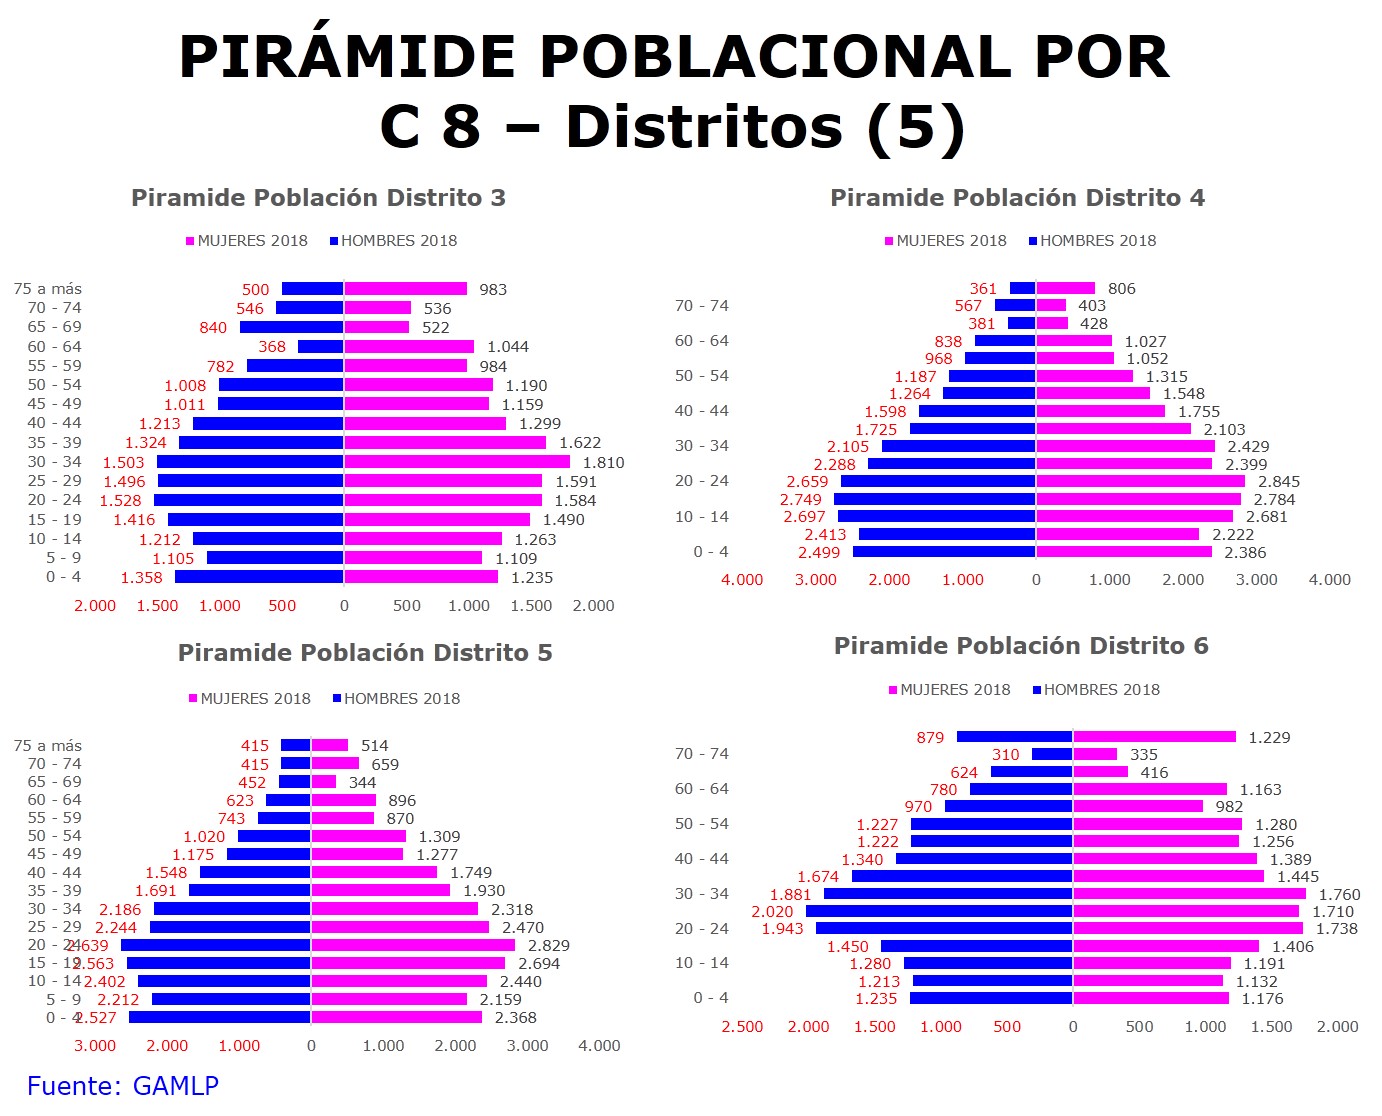 PIRÁMIDE POBLACIONAL POR
C 8 – Distritos (5)
Piramide Población Distrito 3
MUJERES 2018 HOMBRES 2018
75 a más 500 983
70 - 74 546 536
65 - 69 840 522
60 - 64 368 1.044
55 - 59 782 984
50 - 54 1.008 1.190
45 - 49 1.011 1.159
40 - 44 1.213 1.299
35 - 39 1.324 1.622
30 - 34 1.503 1.810
25 - 29 1.496 1.591
20 - 24 1.528 1.584
15 - 19 1.416 1.490
10 - 14 1.212 1.263
5 - 9 1.105 1.109
0 - 4 1.358 1.235
2.000 1.500 1.000 500 0 500 1.000 1.500 2.000
Piramide Población Distrito 4
MUJERES 2018 HOMBRES 2018
361 806
70 - 74 567 403
381 428
60 - 64 838 1.027
968 1.052
50 - 54 1.187 1.315
1.264 1.548
40 - 44 1.598 1.755
1.725 2.103
30 - 34 2.105 2.429
2.288 2.399
20 - 24 2.659 2.845
2.749 2.784
10 - 14 2.697 2.681
2.413 2.222
0 - 4 2.499 2.386
4.000 3.000 2.000 1.000 0 1.000 2.000 3.000 4.000
Piramide Población Distrito 5
MUJERES 2018 HOMBRES 2018
75 a más 415 514
70 - 74 415 659
65 - 69 452 344
60 - 64 623 896
55 - 59 743 870
50 - 54 1.020 1.309
45 - 49 1.175 1.277
40 - 44 1.548 1.749
35 - 39 1.691 1.930
30 - 34 2.186 2.318
25 - 29 2.244 2.470
20 - 24 2.639 2.829
15 - 19 2.563 2.694
10 - 14 2.402 2.440
5 - 9 2.212 2.159
0 - 4 2.527 2.368
3.000 2.000 1.000 0 1.000 2.000 3.000 4.000
Piramide Población Distrito 6
MUJERES 2018 HOMBRES 2018
879 1.229
70 - 74 310 335
624 416
60 - 64 780 1.163
970 982
50 - 54 1.227 1.280
1.222 1.256
40 - 44 1.340 1.389
1.674 1.445
30 - 34 1.881 1.760
2.020 1.710
20 - 24 1.943 1.738
1.450 1.406
10 - 14 1.280 1.191
1.213 1.132
0 - 4 1.235 1.176
2.500 2.000 1.500 1.000 500 0 500 1.000 1.500 2.000
Fuente: GAMLP